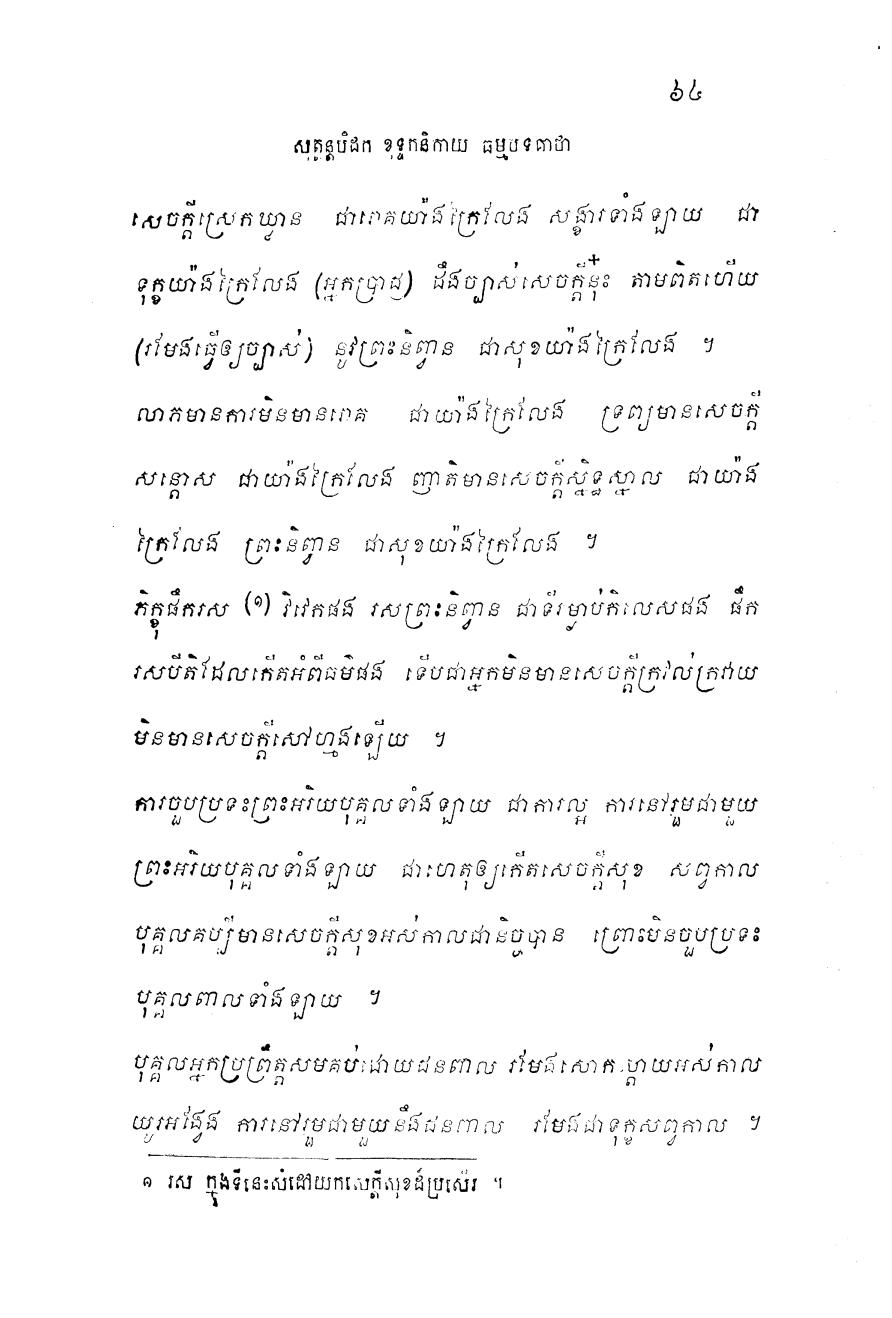 ៦៤
សុត្តន្តបិដក ខុទ្ទកនិកាយ ធម្មបទគាថា
សេចក្តីស្រេកឃ្លាន ជារោគយ៉ាងក្រៃលែង សង្ខារទាំងឡាយ ជា
ទុក្ខយ៉ាងក្រៃលែង (អ្នកប្រាជ្ញ) ដឹងច្បាស់សេចក្តីនុ៎ះ តាមពិតហើយ
(រមែងធ្វើឲ្យច្បាស់) នូវព្រះនិព្វាន ជាសុខយ៉ាងក្រៃលែង ។
លាភមានការមិនមានរោគ ជាយ៉ាងក្រៃលែង ទ្រព្យមានសេចក្តី
សន្តោស ជាយ៉ាងក្រៃលែង ញាតិមានសេចក្តីស្និទ្ធស្នាល ជាយ៉ាង
ក្រៃលែង ព្រះនិព្វាន ជាសុខយ៉ាងក្រៃលែង ។
ភិក្ខុផឹករស (១) វិវេកផង រសព្រះនិព្វាន ជាទីរម្ងាប់កិលេសផង ផឹក
រសបីតិដែលកើតអំពីធម៌ផង ទើបជាអ្នកមិនមានសេចក្តីក្រវល់ក្រវាយ
មិនមានសេចក្តីសៅហ្មងឡើយ ។
ការចួបប្រទះព្រះអរិយបុគ្គលទាំងឡាយ ជាការល្អ ការនៅរួមជាមួយ
ព្រះអរិយបុគ្គលទាំងឡាយ ជាហេតុឲ្យកើតសេចក្តីសុខ សព្វកាល
បុគ្គលគប្បីមានសេចក្តីសុខអស់កាលជានិច្ចបាន ព្រោះមិនចួបប្រទះ
បុគ្គលពាលទាំងឡាយ ។
បុគ្គលអ្នកប្រព្រឹត្តសមគប់ដោយជនពាល រមែងសោកស្តាយអស់កាល
យូរអង្វែង ការនៅរួមជាមួយនឹងជនពាល រមែងជាទុក្ខសព្វកាល ។
១ រស ក្នុងទីនេះសំដៅយកសេក្តីសុខដ៏ប្រសើរ ។